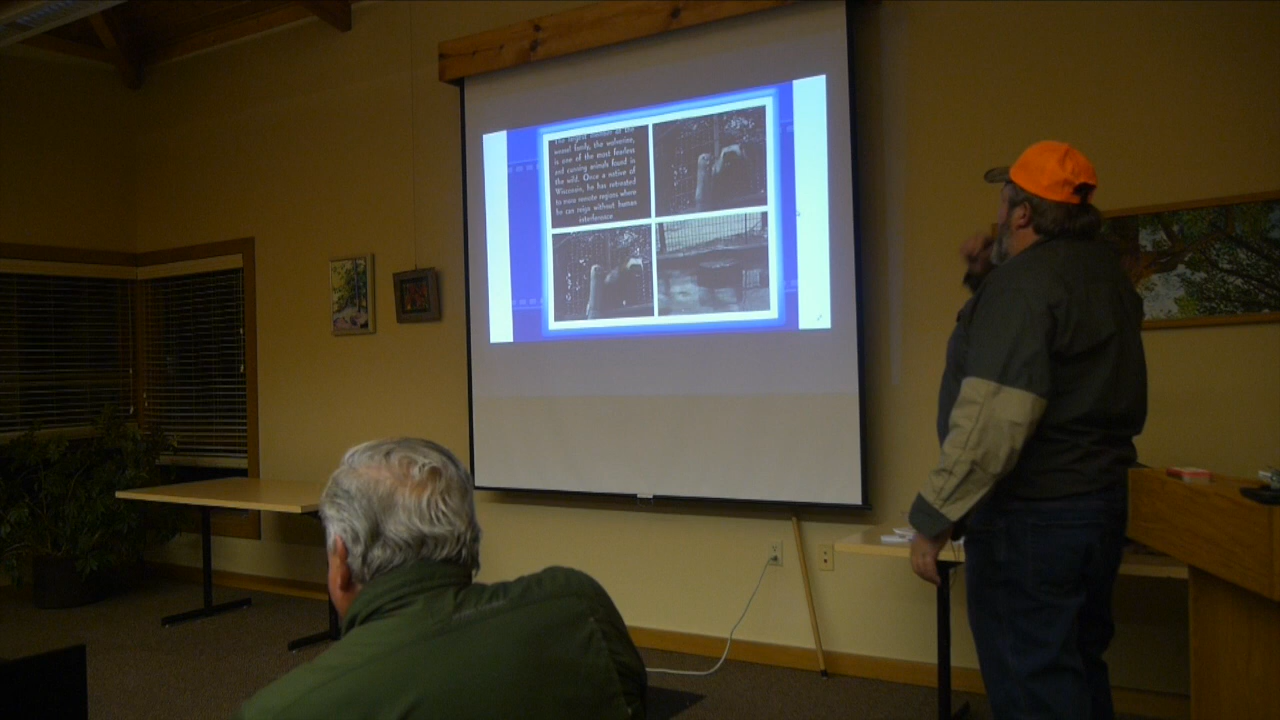 The largest member of the
weasel family, the wolverine,
is one of the most fearless
and cunning animals found in
the wild. Once a native of
Wisconsin, he has retreated
to more remote regions where
he can reign without human
interference